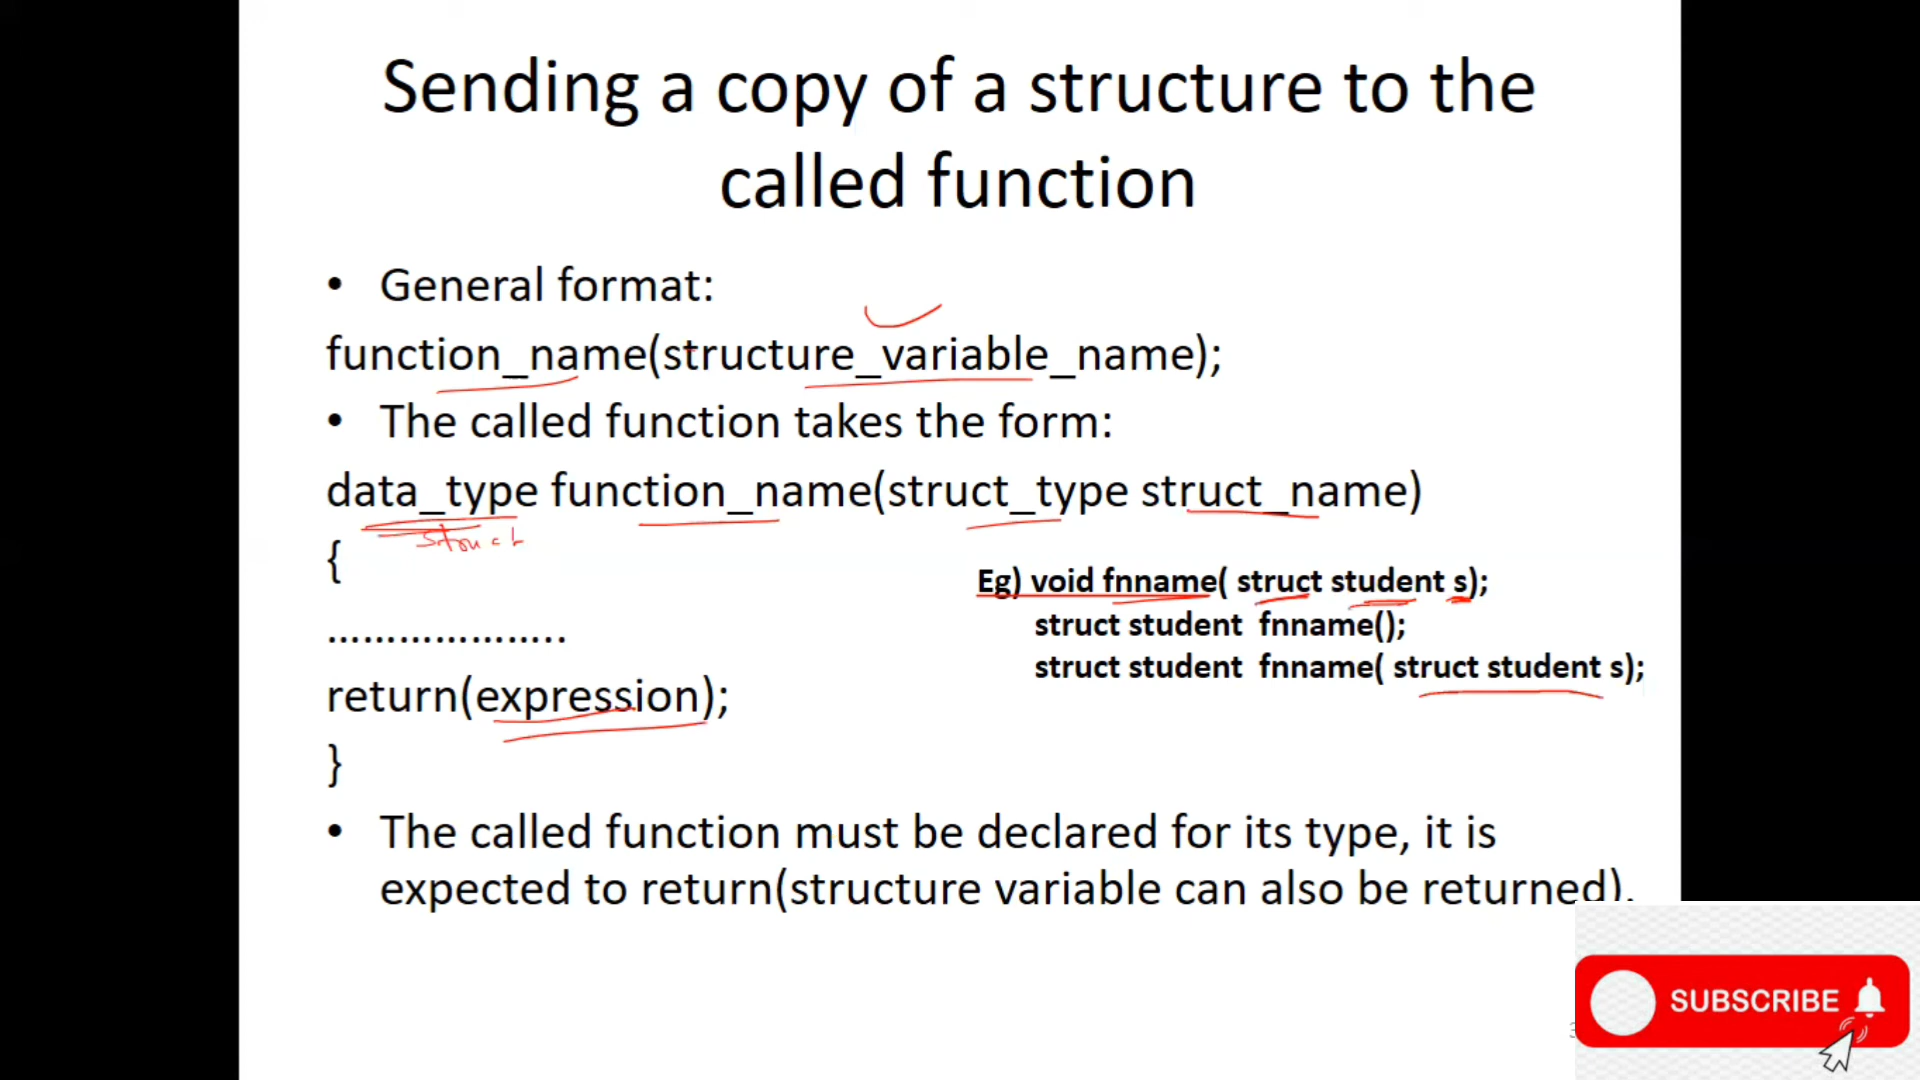 Sending a copy of a structure to the
called function
• General format:
function_name(structure_variable_name);
• The called function takes the form:
data_type function_name(struct_type struct_name)
struct
{
Eg) void fnname( struct student s);
struct student fnname();
………………..
struct student fnname( struct student s);
return(expression);
}
• The called function must be declared for its type, it is
expected to return(structure variable can also be returned).
SUBSCRIBE